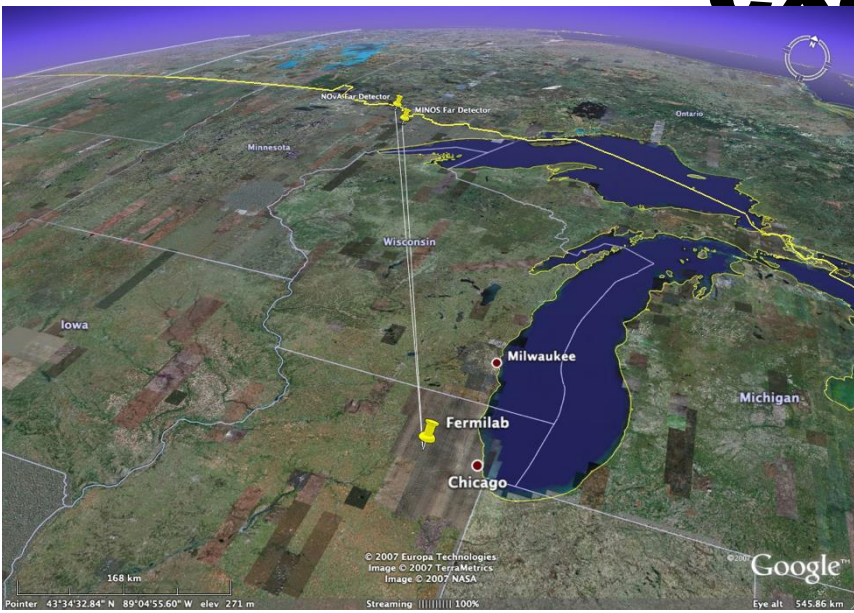 N
NOvA Far Detector
MINOS Far Detector
Ontario
Minnesota
Wisconsin
Iowa
Milwaukee
Michigan
Fermilab
Chicago
© 2007 Europa Technologies
Image © 2007 TerraMetrics
Image © 2007 NASA
©2007 Google™
168 km
Pointer 43°34'32.84" N 89°04'55.60" W elev 271 m Streaming |||||||||| 100% Eye alt 545.86 km